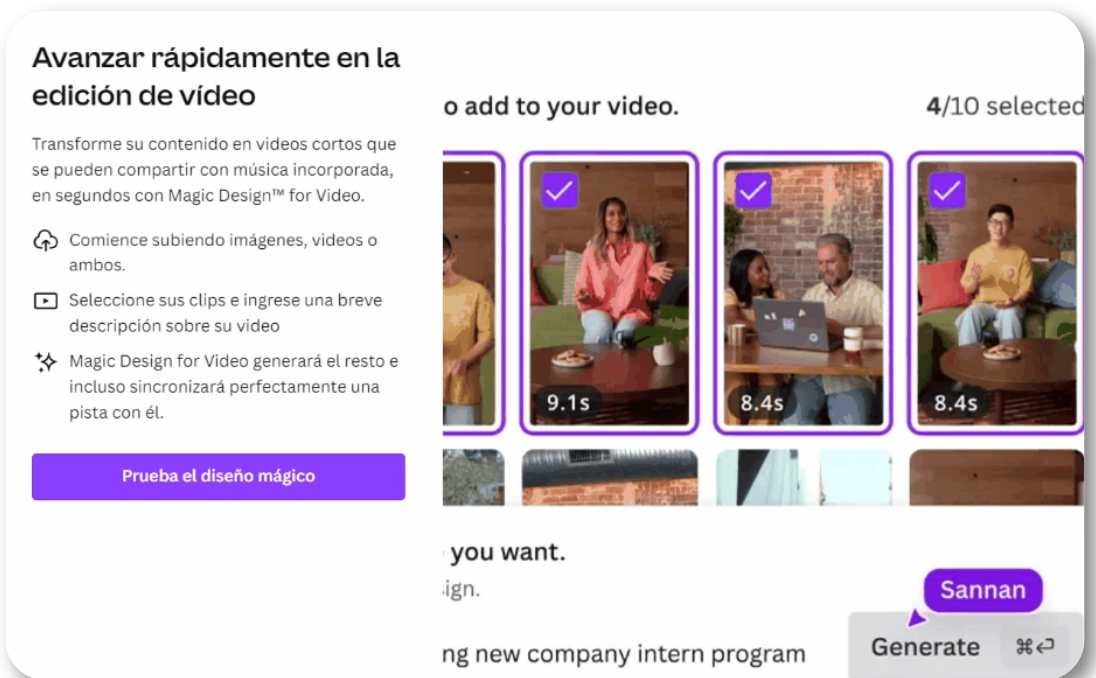 Avanzar rápidamente en la
edición de vídeo
Transforme su contenido en videos cortos que
se pueden compartir con música incorporada,
en segundos con Magic Design™ for Video.
Comience subiendo imágenes, videos o
ambos.
Seleccione sus clips e ingrese una breve
descripción sobre su video
Magic Design for Video generará el resto e
incluso sincronizará perfectamente una
pista con él.
Prueba el diseño mágico
o add to your video.
4/10 selected
9.1s
8.4s
8.4s
you want.
ign.
ng new company intern program
Sannan
Generate ⌘↵